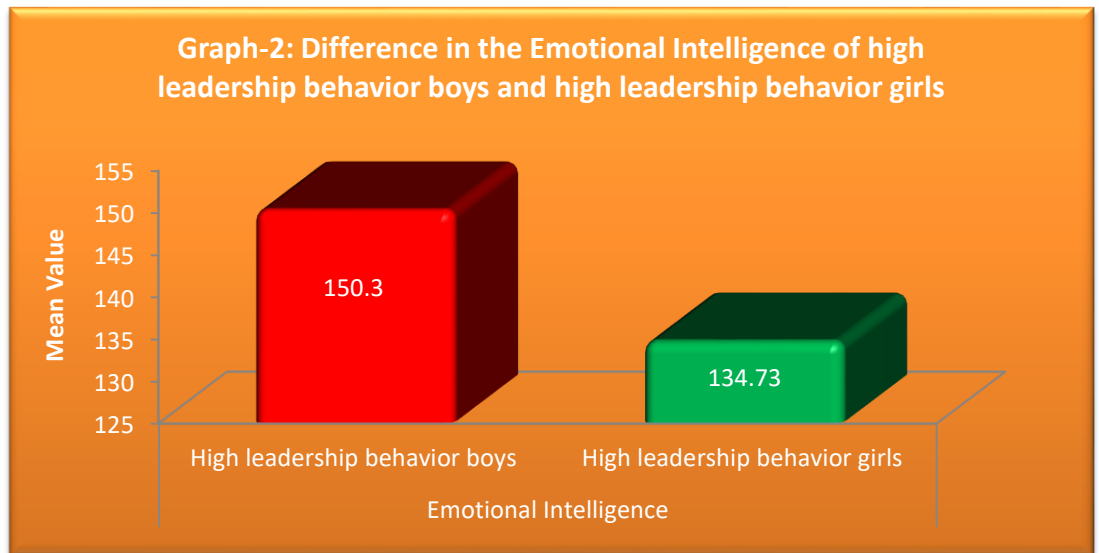 Graph-2: Difference in the Emotional Intelligence of high
leadership behavior boys and high leadership behavior girls
155
150
145
140
135
130
125
Mean Value
150.3
134.73
High leadership behavior boys
High leadership behavior girls
Emotional Intelligence